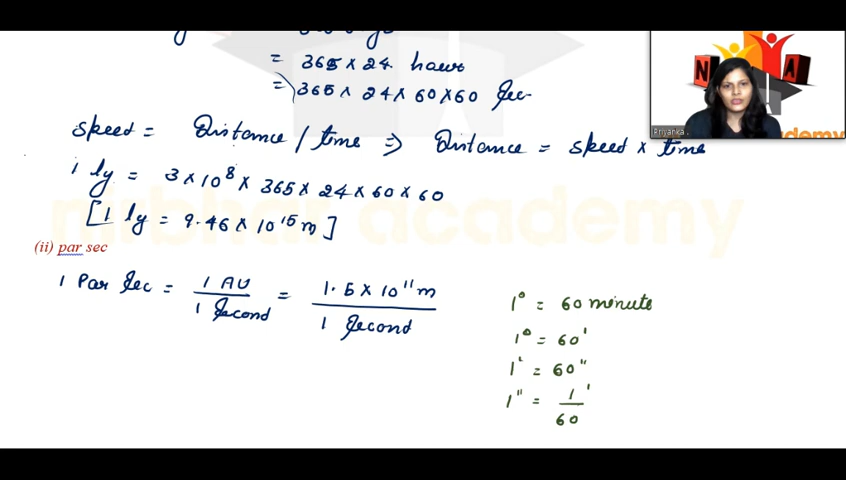 = 365 x 24 hours
= 365 x 24 x 60 x 60 Sec
speed = Distance / time ⇒ Distance = speed x time
1 ly = 3 x 10⁸ x 365 x 24 x 60 x 60
[1 ly = 9.46 x 10¹⁵ m]
(ii) par sec
1 Par Sec = 1 AU / 1 Second = 1.5 x 10¹¹ m / 1 Second
1° = 60 minute
1° = 60'
1' = 60"
1" = 1/60 '
Priyanka
N A
academy
nirbhai academy